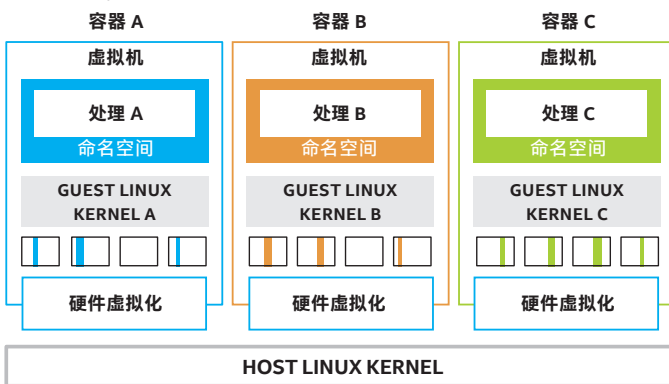 容器 A
容器 B
容器 C
虚拟机
虚拟机
虚拟机
处理 A
处理 B
处理 C
命名空间
命名空间
命名空间
GUEST LINUX
KERNEL A
GUEST LINUX
KERNEL B
GUEST LINUX
KERNEL C
硬件虚拟化
硬件虚拟化
硬件虚拟化
HOST LINUX KERNEL